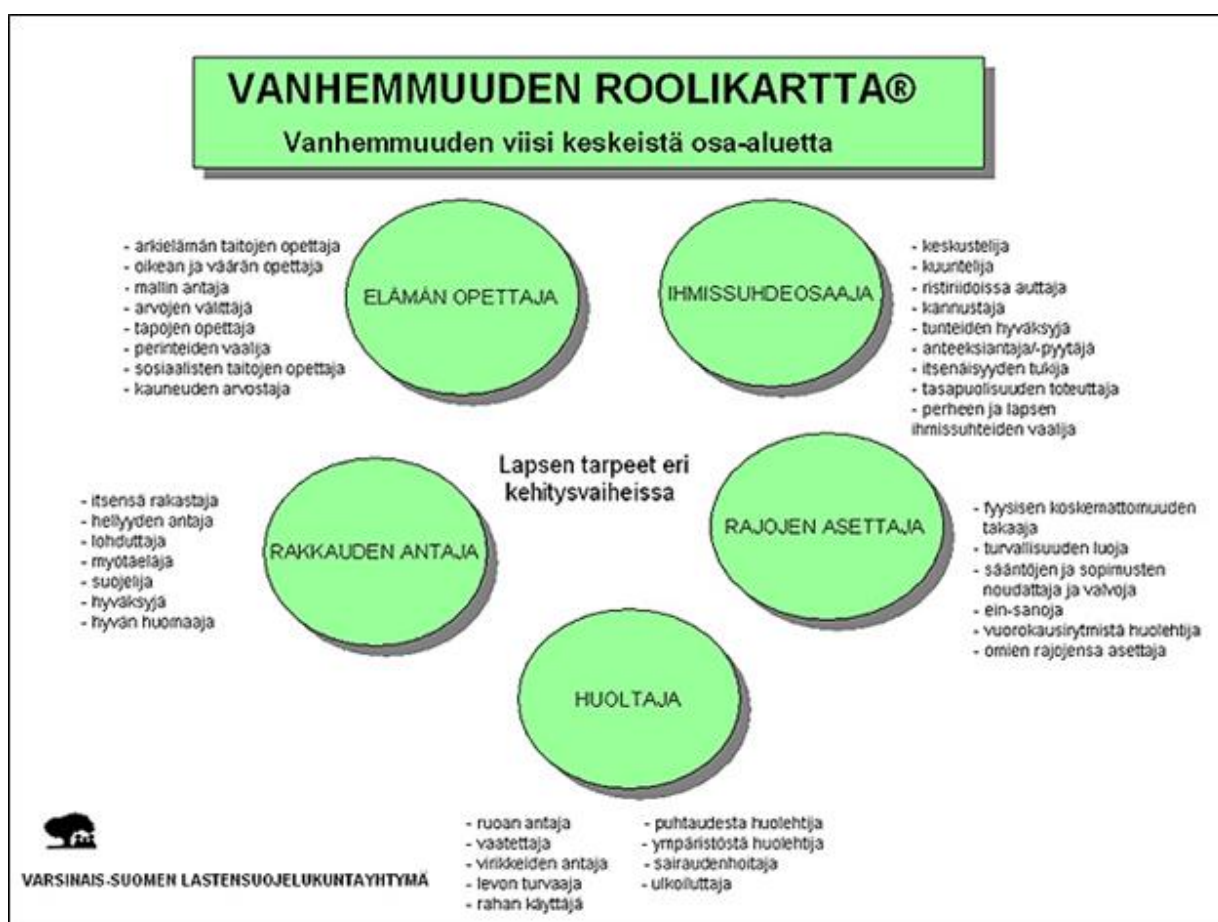 VANHEMMUUDEN ROOLIKARTTA®
Vanhemmuuden viisi keskeistä osa-aluetta
ELÄMÄN OPETTAJA
- arkielämän taitojen opettaja
- oikean ja väärän opettaja
- mallin antaja
- arvojen välittäjä
- tapojen opettaja
- perinteiden vaalija
- sosiaalisten taitojen opettaja
- kauneuden arvostaja
IHMISSUHDEOSAAJA
- keskustelija
- kuuntelija
- ristiriidoissa auttaja
- kannustaja
- tunteiden hyväksyjä
- anteeksiantaja/-pyytäjä
- itsenäisyyden tukija
- tasapuolisuuden toteuttaja
- perheen ja lapsen
ihmissuhteiden vaalija
Lapsen tarpeet eri
kehitysvaiheissa
RAKKAUDEN ANTAJA
- itsensä rakastaja
- hellyyden antaja
- lohduttaja
- myötäeläjä
- suojelija
- hyväksyjä
- hyvän huomaaja
RAJOJEN ASETTAJA
- fyysisen koskemattomuuden
takaaja
- turvallisuuden luoja
- sääntöjen ja sopimusten
noudattaja ja valvoja
- ein-sanoja
- vuorokausirytmistä huolehtija
- omien rajojensa asettaja
HUOLTAJA
- ruoan antaja
- vaatettaja
- virikkeiden antaja
- levon turvaaja
- rahan käyttäjä
- puhtaudesta huolehtija
- ympäristöstä huolehtija
- sairaudenhoitaja
- ulkoiluttaja
VARSINAIS-SUOMEN LASTENSUOJELUKUNTAYHTYMÄ